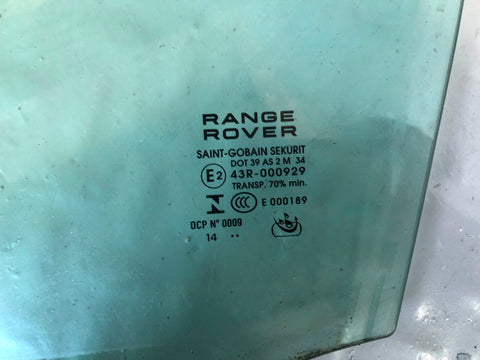 RANGE
ROVER
SAINT-GOBAIN SEKURIT
DOT 39 AS 2 M 34
E2 43R-000929
TRANSP. 70% min.
CCC E 000189
OCP N° 0009
14 ..